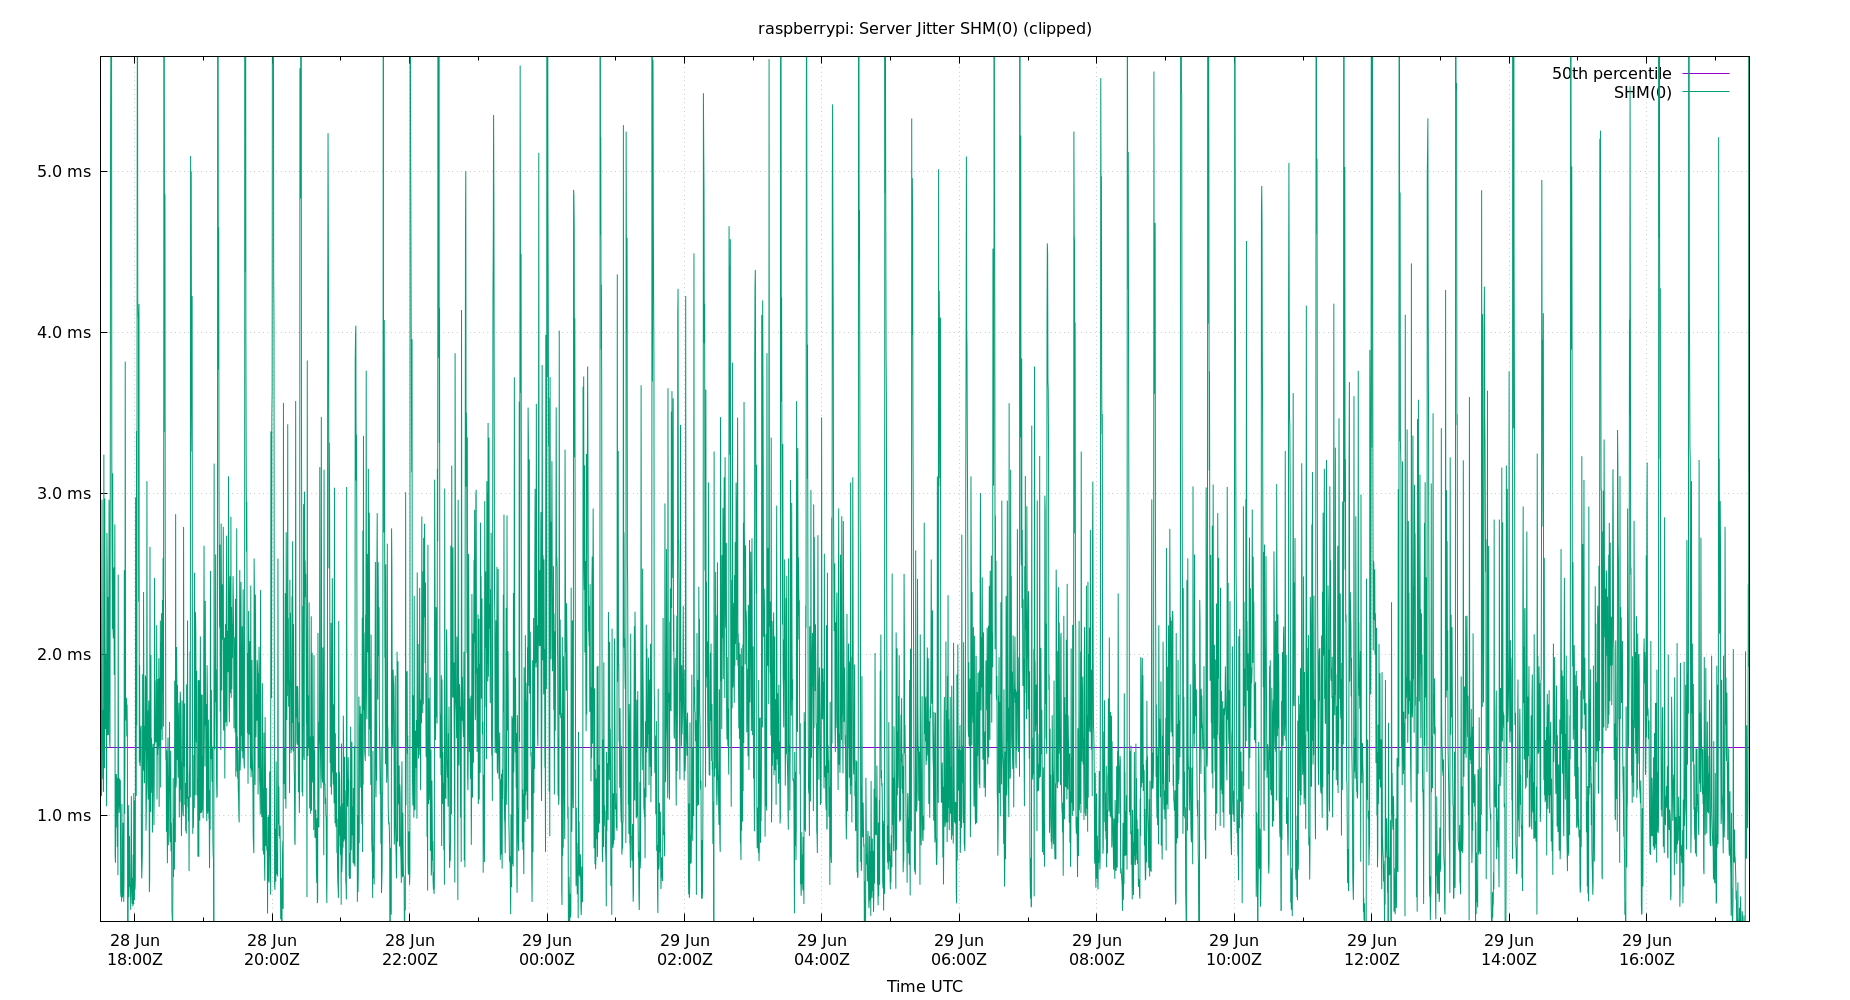 raspberrypi: Server Jitter SHM(0) (clipped)
50th percentile
SHM(0)
5.0 ms
4.0 ms
3.0 ms
2.0 ms
1.0 ms
28 Jun 28 Jun 28 Jun 29 Jun 29 Jun 29 Jun 29 Jun 29 Jun 29 Jun 29 Jun 29 Jun 29 Jun
18:00Z 20:00Z 22:00Z 00:00Z 02:00Z 04:00Z 06:00Z 08:00Z 10:00Z 12:00Z 14:00Z 16:00Z
Time UTC